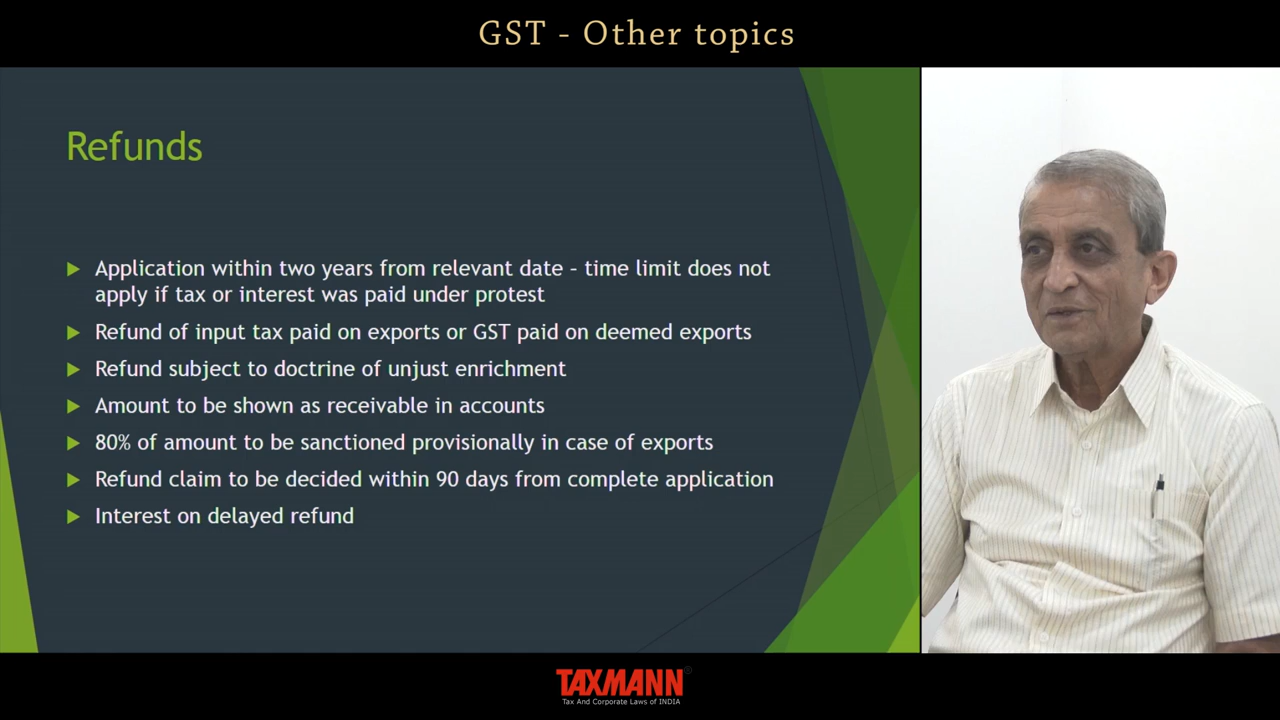 GST - Other topics
Refunds
Application within two years from relevant date – time limit does not
apply if tax or interest was paid under protest
Refund of input tax paid on exports or GST paid on deemed exports
Refund subject to doctrine of unjust enrichment
Amount to be shown as receivable in accounts
80% of amount to be sanctioned provisionally in case of exports
Refund claim to be decided within 90 days from complete application
Interest on delayed refund
TAXMANN®
Tax And Corporate Laws of INDIA